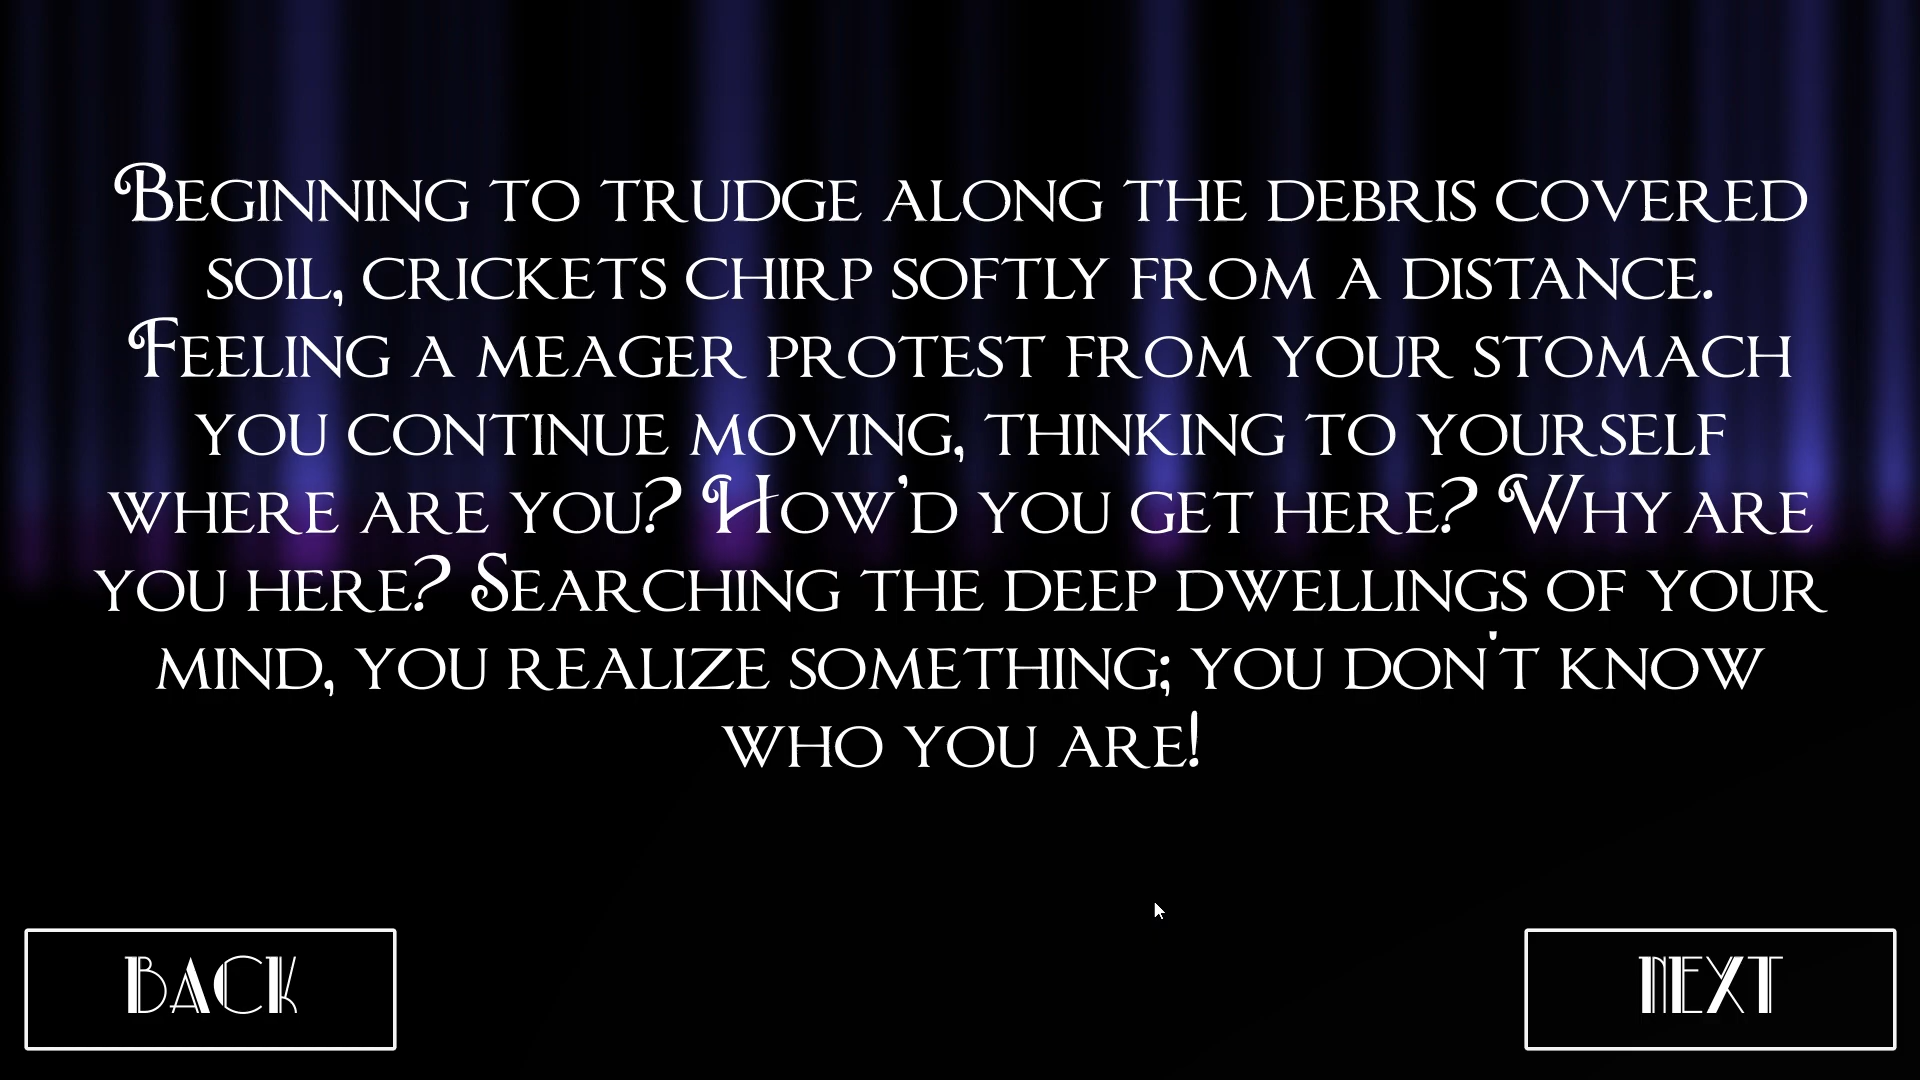 Beginning to trudge along the debris covered
soil, crickets chirp softly from a distance.
Feeling a meager protest from your stomach
you continue moving, thinking to yourself
where are you? How'd you get here? Why are
you here? Searching the deep dwellings of your
mind, you realize something; you don't know
who you are!
BACK
NEXT